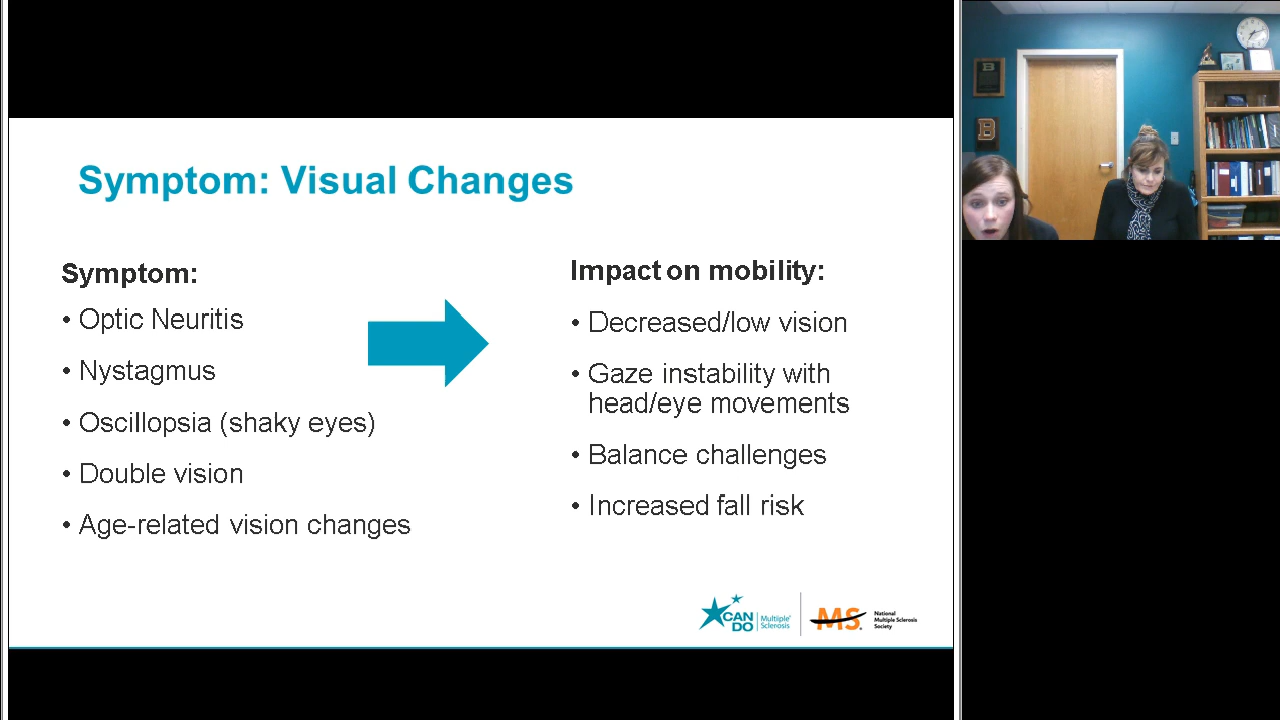 Symptom: Visual Changes
Symptom:
• Optic Neuritis
• Nystagmus
• Oscillopsia (shaky eyes)
• Double vision
• Age-related vision changes
Impact on mobility:
• Decreased/low vision
• Gaze instability with
head/eye movements
• Balance challenges
• Increased fall risk
CAN
DO
Multiple
Sclerosis
MS
National
Multiple Sclerosis
Society
B